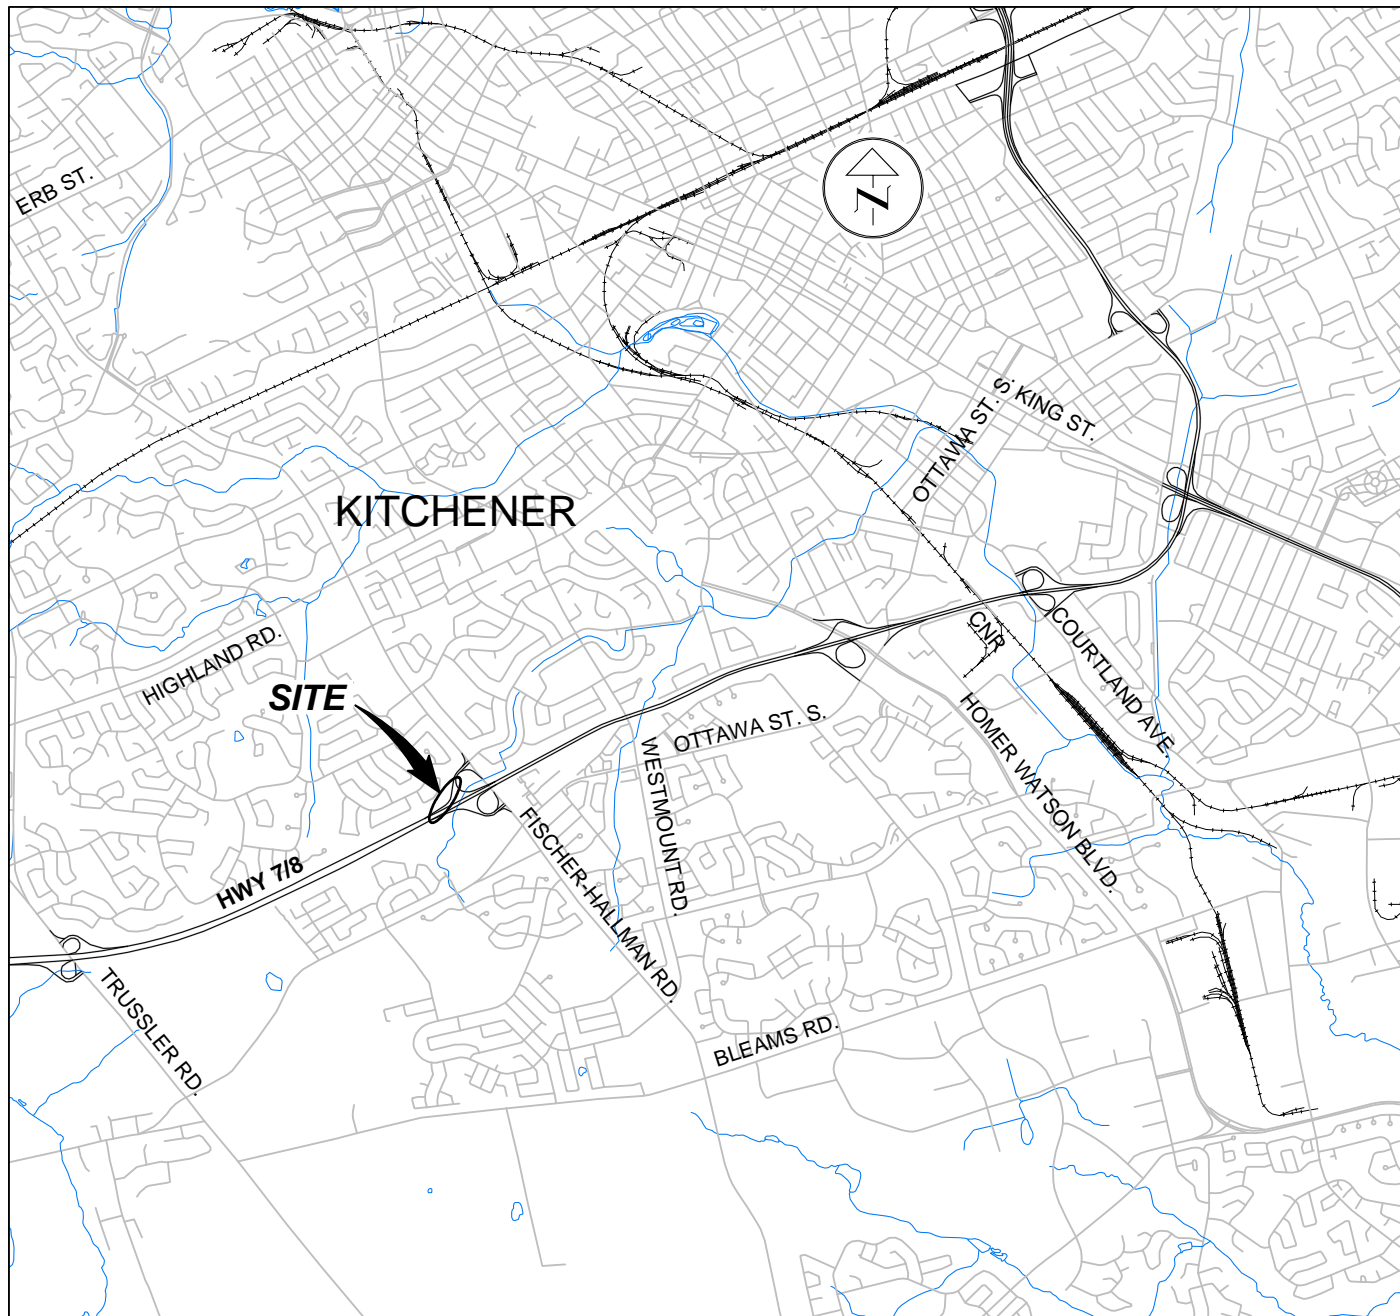 ERB ST.
N
OTTAWA ST. S.
KING ST.
KITCHENER
HIGHLAND RD.
SITE
CNR
COURTLAND AVE.
OTTAWA ST. S.
WESTMOUNT RD.
HOMER WATSON BLVD.
FISCHER-HALLMAN RD.
HWY 7/8
TRUSSLER RD.
BLEAMS RD.